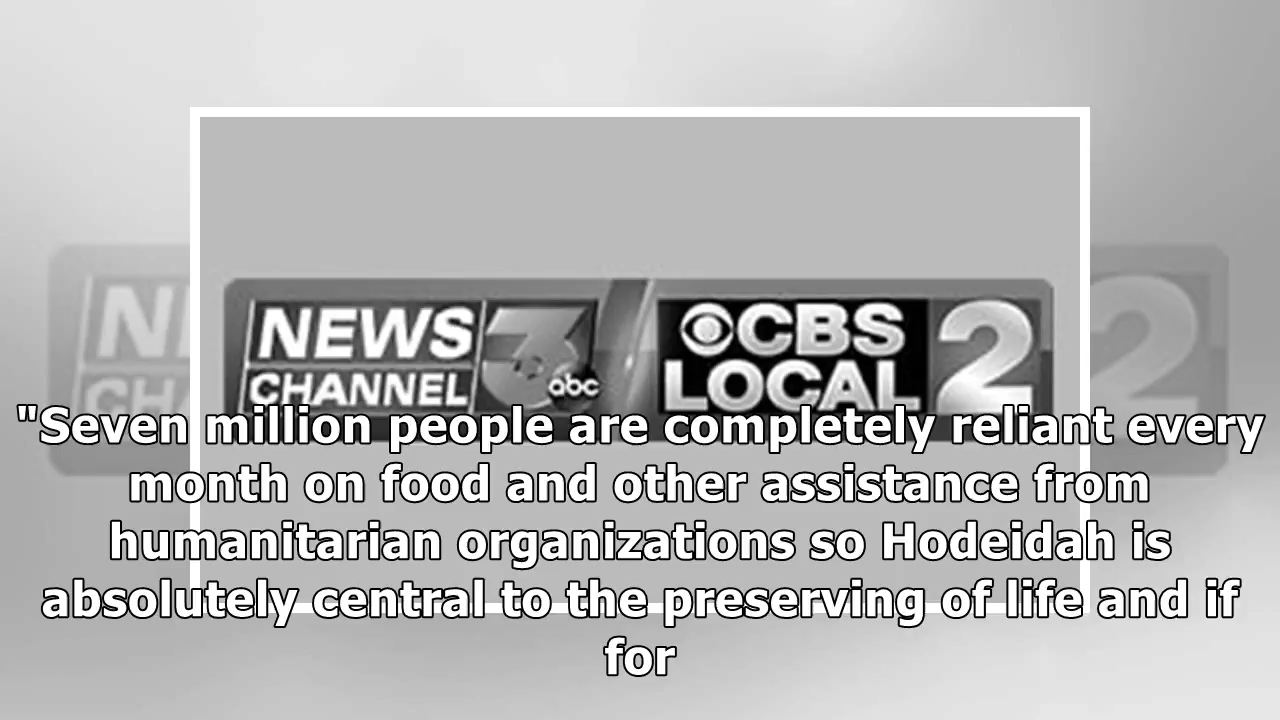 NEWS
CHANNEL
3
abc
CBS
LOCAL
2
"Seven million people are completely reliant every
month on food and other assistance from
humanitarian organizations so Hodeidah is
absolutely central to the preserving of life and if
for